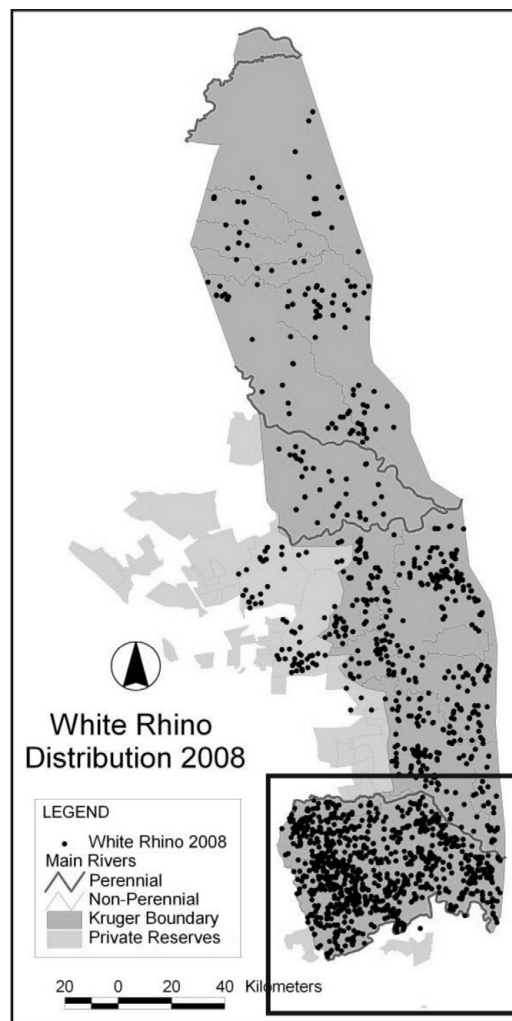 White Rhino
Distribution 2008
LEGEND
White Rhino 2008
Main Rivers
Perennial
Non-Perennial
Kruger Boundary
Private Reserves
20 0 20 40 Kilometers